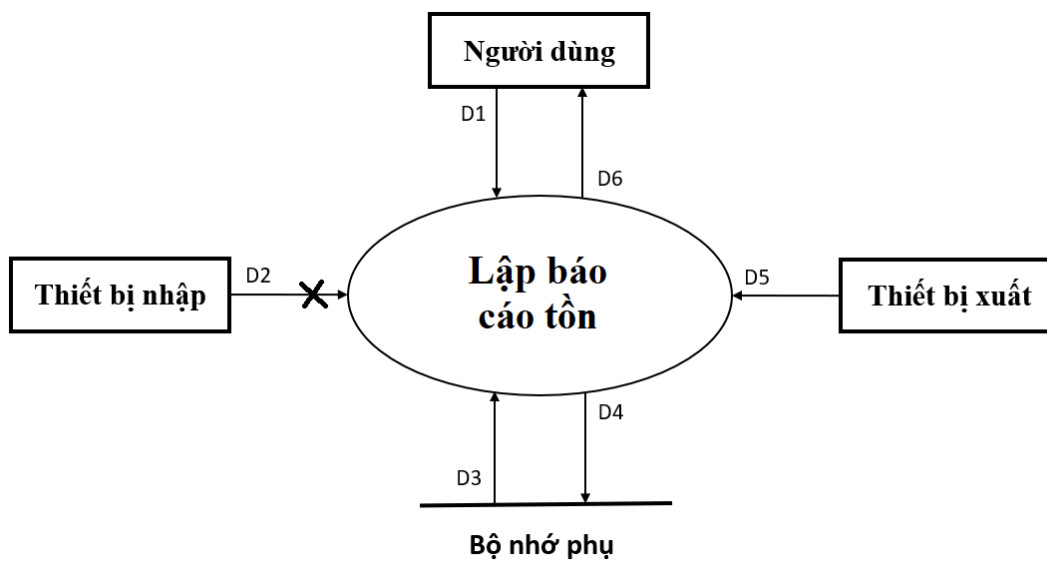 Người dùng
D1
D6
Thiết bị nhập
D2
Lập báo
cáo tồn
D5
Thiết bị xuất
D4
D3
Bộ nhớ phụ